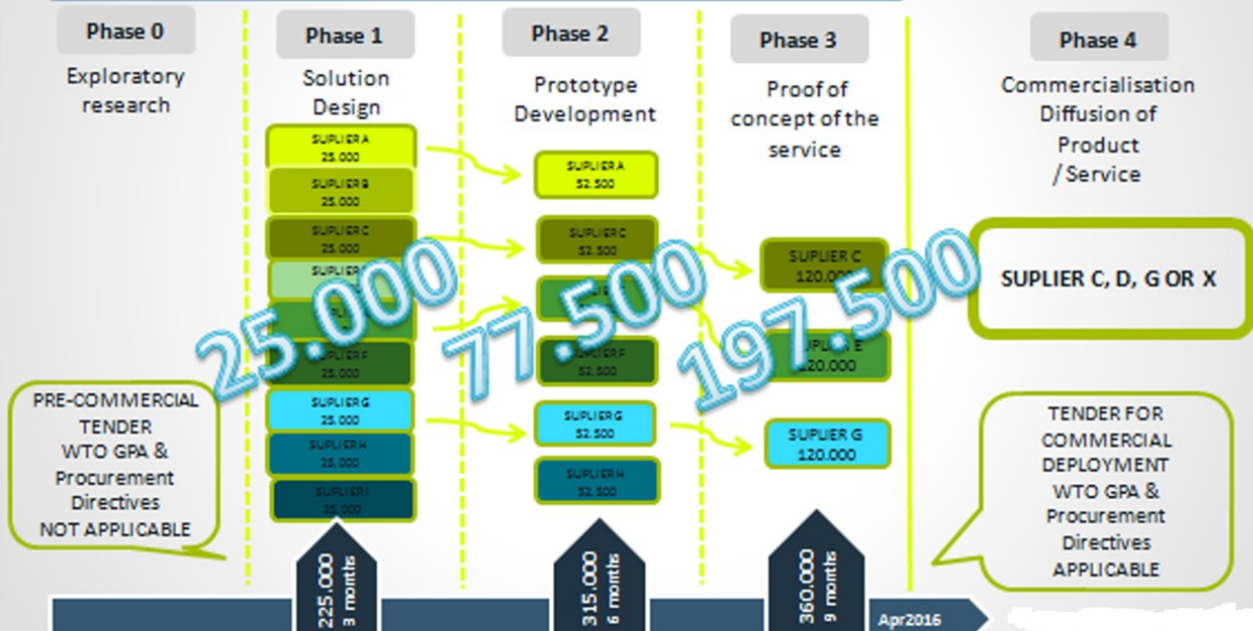 Phase 0
Exploratory
research
PRE-COMMERCIAL
TENDER
WTO GPA &
Procurement
Directives
NOT APPLICABLE
Phase 1
Solution
Design
SUPLIER A
25.000
SUPLIER B
25.000
SUPLIER C
25.000
SUPLIER
SUPLIER F
25.000
SUPLIER G
25.000
SUPLIER H
25.000
SUPLIER I
25.000
25.000
225.000
3 months
Phase 2
Prototype
Development
SUPLIER A
52.500
SUPLIER C
52.500
SUPLIER F
52.500
SUPLIER G
52.500
SUPLIER H
52.500
77.500
315.000
6 months
Phase 3
Proof of
concept of the
service
SUPLIER C
120.000
SUPLIER E
120.000
SUPLIER G
120.000
197.500
360.000
9 months
Apr2016
Phase 4
Commercialisation
Diffusion of
Product
/ Service
SUPLIER C, D, G OR X
TENDER FOR
COMMERCIAL
DEPLOYMENT
WTO GPA &
Procurement
Directives
APPLICABLE